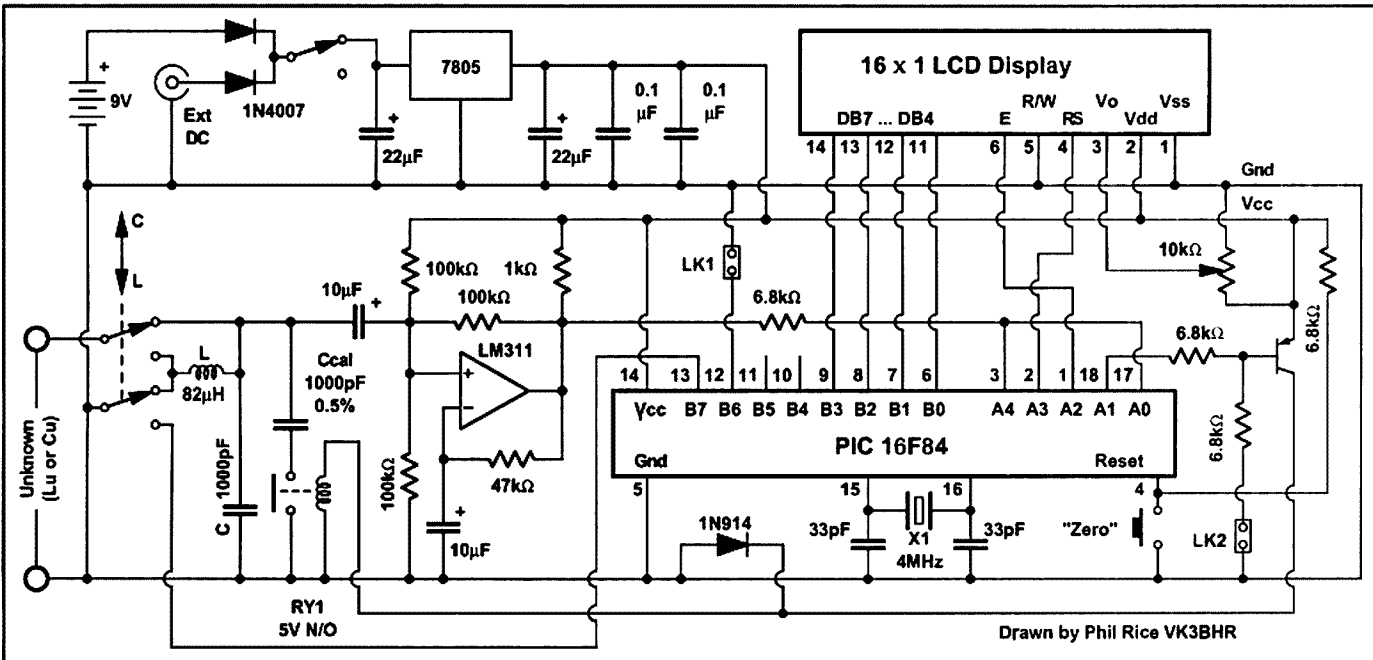 +
9V
Ext
DC
1N4007
+
22μF
7805
+
22μF
0.1
μF
0.1
μF
16 x 1 LCD Display
DB7 ... DB4
E
R/W
RS
Vo
Vdd
Vss
14 13 12 11
6 5 4 3 2 1
Gnd
Vcc
C
L
10μF
+
100kΩ
1kΩ
100kΩ
LM311
+
−
LK1
6.8kΩ
10kΩ
6.8kΩ
6.8kΩ
6.8kΩ
L
82μH
Ccal
1000pF
0.5%
Unknown
(Lu or Cu)
C
1000pF
100kΩ
47kΩ
+
10μF
14 13 12 11 10 9 8 7 6 3 2 1 18 17
Vcc B7 B6 B5 B4 B3 B2 B1 B0 A4 A3 A2 A1 A0
PIC 16F84
Gnd
Reset
5 15 16 4
1N914
33pF
X1
4MHz
33pF
"Zero"
LK2
RY1
5V N/O
Drawn by Phil Rice VK3BHR